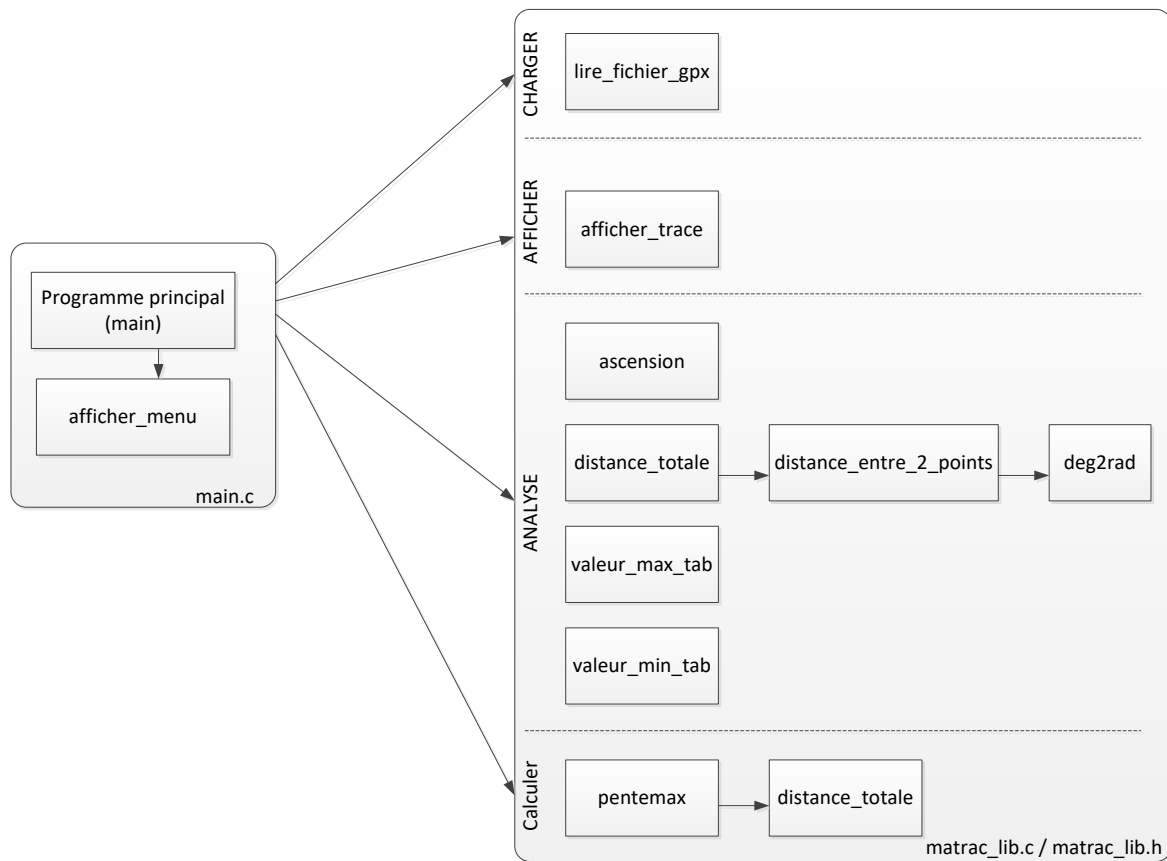 CHARGER
lire_fichier_gpx
AFFICHER
afficher_trace
Programme principal
(main)
afficher_menu
main.c
ANALYSE
ascension
distance_totale
distance_entre_2_points
deg2rad
valeur_max_tab
valeur_min_tab
Calculer
pentemax
distance_totale
matrac_lib.c / matrac_lib.h